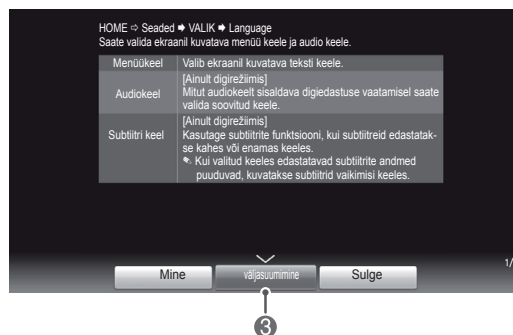 HOME ⇨ Seaded ➡ VALIK ➡ Language
Saate valida ekraanil kuvatava menüü keele ja audio keele.
Menüükeel Valib ekraanil kuvatava teksti keele.
[Ainult digirežiimis]
Audiokeel Mitut audiokeelt sisaldava digiedastuse vaatamisel saate
valida soovitud keele.
[Ainult digirežiimis]
Subtiitri keel Kasutage subtiitrite funktsiooni, kui subtiitreid edastatak-
se kahes või enamas keeles.
✎ Kui valitud keeles edastatavad subtiitrite andmed
puuduvad, kuvatakse subtiitrid vaikimisi keeles.
1/
Mine väljasuumimine Sulge
3